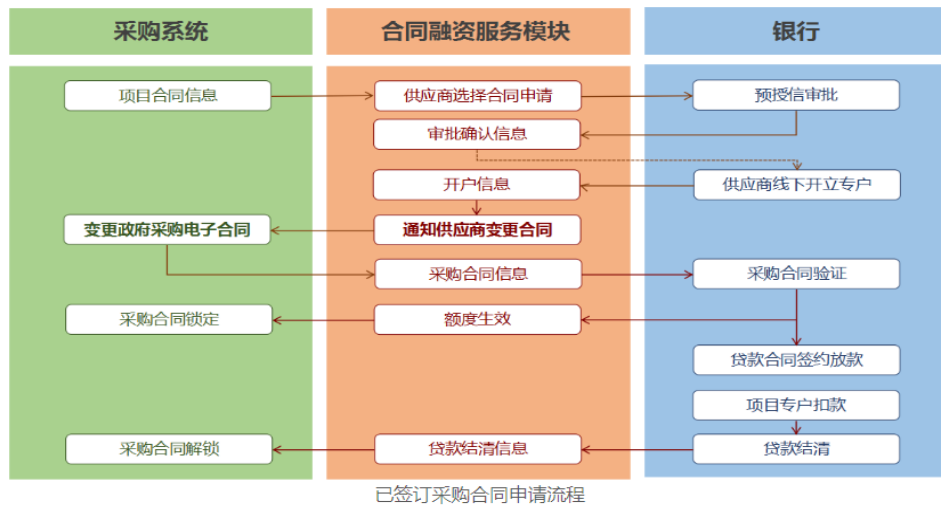 采购系统
合同融资服务模块
银行
项目合同信息
供应商选择合同申请
预授信审批
审批确认信息
开户信息
供应商线下开立专户
变更政府采购电子合同
通知供应商变更合同
采购合同信息
采购合同验证
采购合同锁定
额度生效
贷款合同签约放款
项目专户扣款
采购合同解锁
贷款结清信息
贷款结清
已签订采购合同申请流程